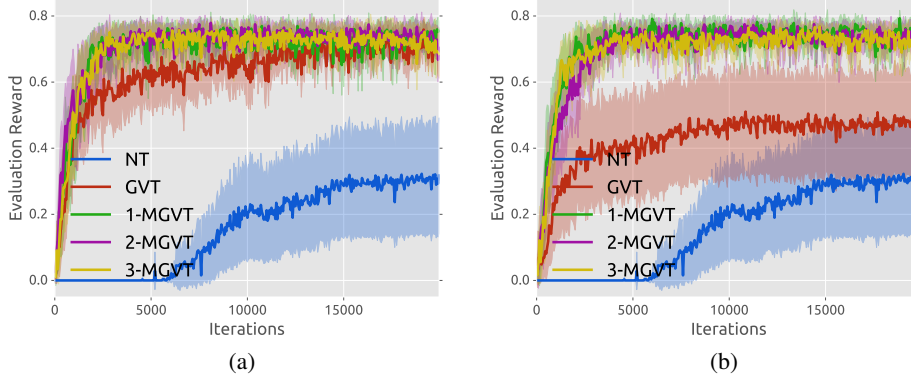 0.8
0.6
0.4
0.2
0.0
Evaluation Reward
NT
GVT
1-MGVT
2-MGVT
3-MGVT
0
5000
10000
15000
Iterations
(a)
0.8
0.6
0.4
0.2
0.0
Evaluation Reward
NT
GVT
1-MGVT
2-MGVT
3-MGVT
0
5000
10000
15000
Iterations
(b)